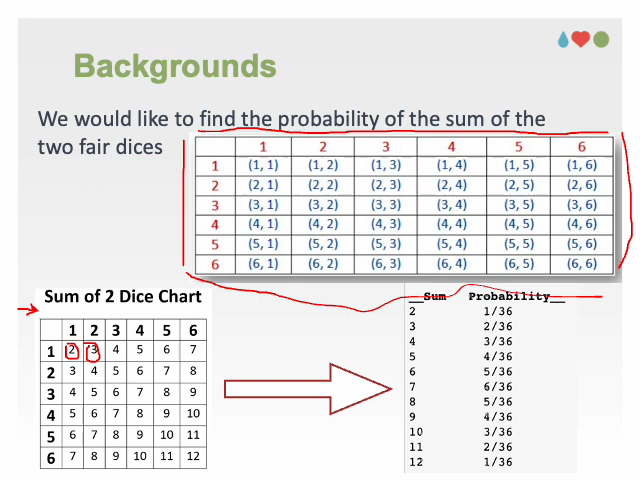 Backgrounds
We would like to find the probability of the sum of the
two fair dices
1 2 3 4 5 6
1 (1, 1) (1, 2) (1, 3) (1, 4) (1, 5) (1, 6)
2 (2, 1) (2, 2) (2, 3) (2, 4) (2, 5) (2, 6)
3 (3, 1) (3, 2) (3, 3) (3, 4) (3, 5) (3, 6)
4 (4, 1) (4, 2) (4, 3) (4, 4) (4, 5) (4, 6)
5 (5, 1) (5, 2) (5, 3) (5, 4) (5, 5) (5, 6)
6 (6, 1) (6, 2) (6, 3) (6, 4) (6, 5) (6, 6)
Sum of 2 Dice Chart
1 2 3 4 5 6
1 2 3 4 5 6 7
2 3 4 5 6 7 8
3 4 5 6 7 8 9
4 5 6 7 8 9 10
5 6 7 8 9 10 11
6 7 8 9 10 11 12
__Sum Probability__
2 1/36
3 2/36
4 3/36
5 4/36
6 5/36
7 6/36
8 5/36
9 4/36
10 3/36
11 2/36
12 1/36